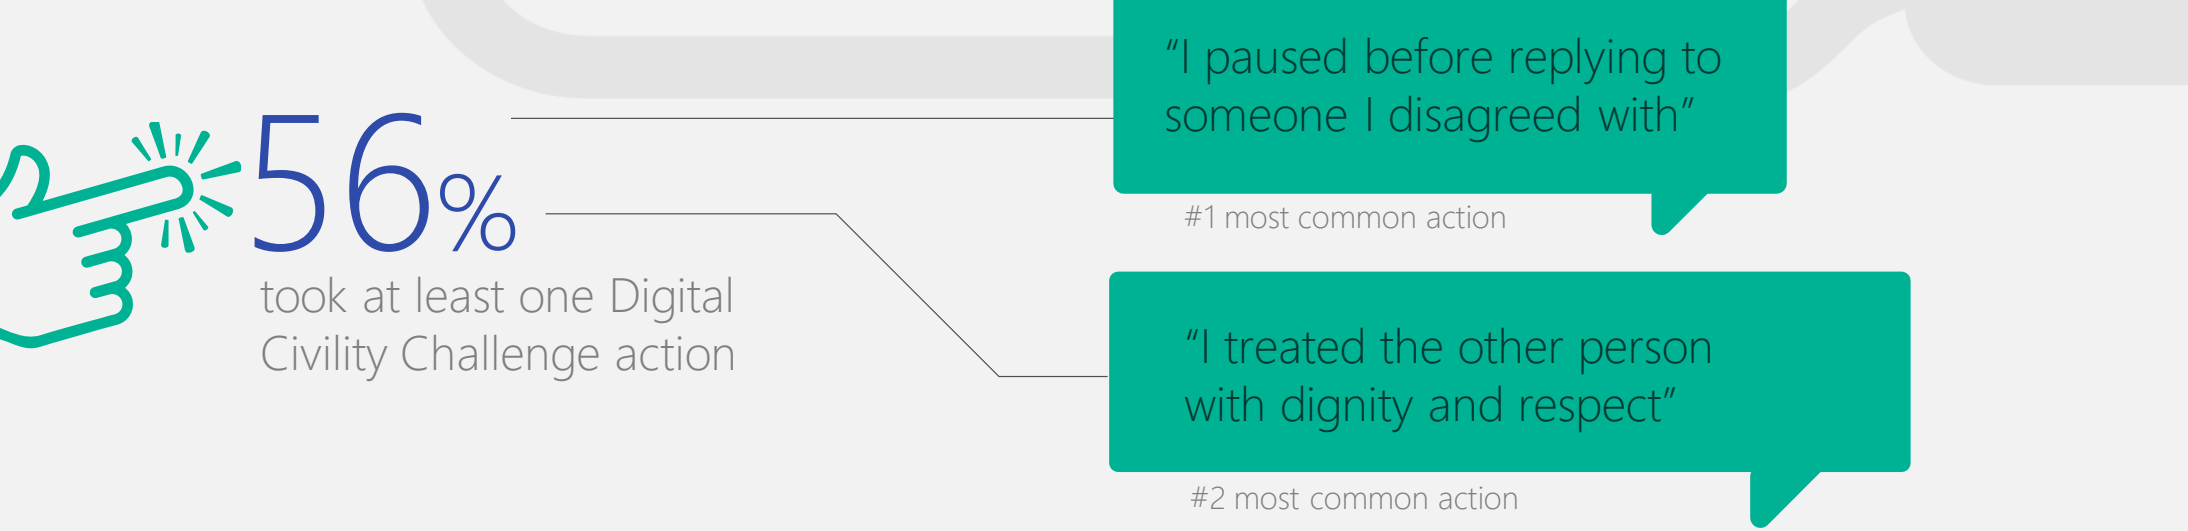 56%
took at least one Digital
Civility Challenge action
“I paused before replying to
someone I disagreed with”
#1 most common action
“I treated the other person
with dignity and respect”
#2 most common action